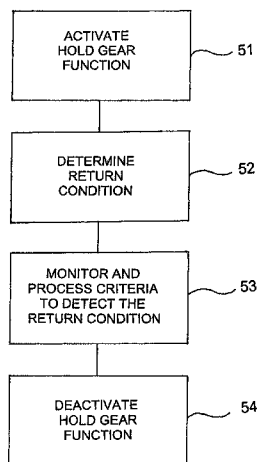 ACTIVATE
HOLD GEAR
FUNCTION
51
DETERMINE
RETURN
CONDITION
52
MONITOR AND
PROCESS CRITERIA
TO DETECT THE
RETURN CONDITION
53
DEACTIVATE
HOLD GEAR
FUNCTION
54